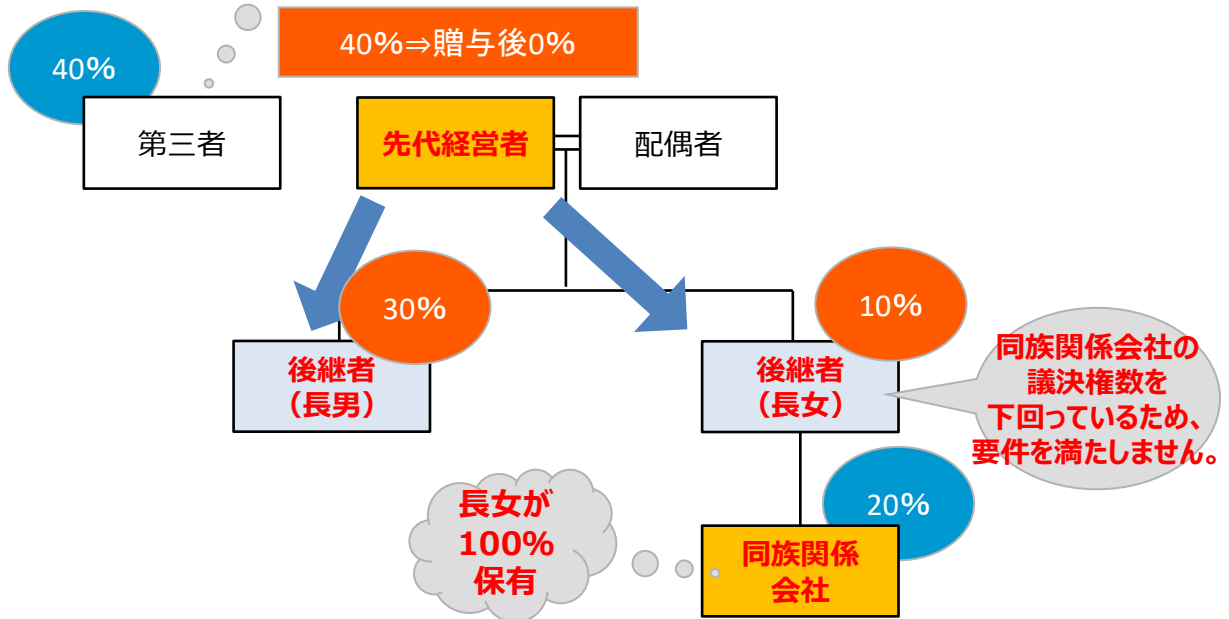 40%⇒贈与後0%
40%
第三者
先代経営者
配偶者
30%
10%
後継者
（長男）
後継者
（長女）
同族関係会社の
議決権数を
下回っているため、
要件を満たしません。
長女が
100%
保有
20%
同族関係
会社